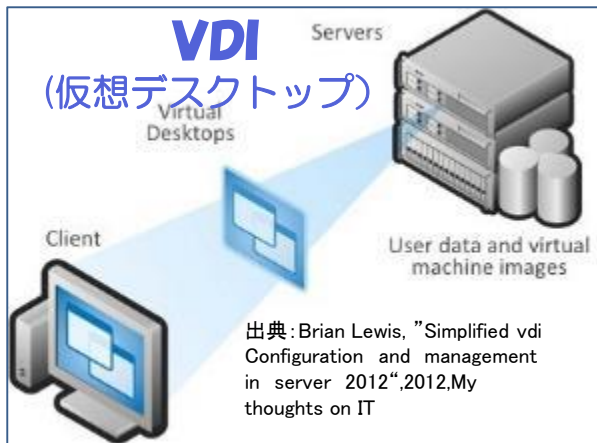 VDI
(仮想デスクトップ)
Servers
Virtual
Desktops
Client
User data and virtual
machine images
出典:Brian Lewis, ”Simplified vdi
Configuration and management
in server 2012“,2012,My
thoughts on IT